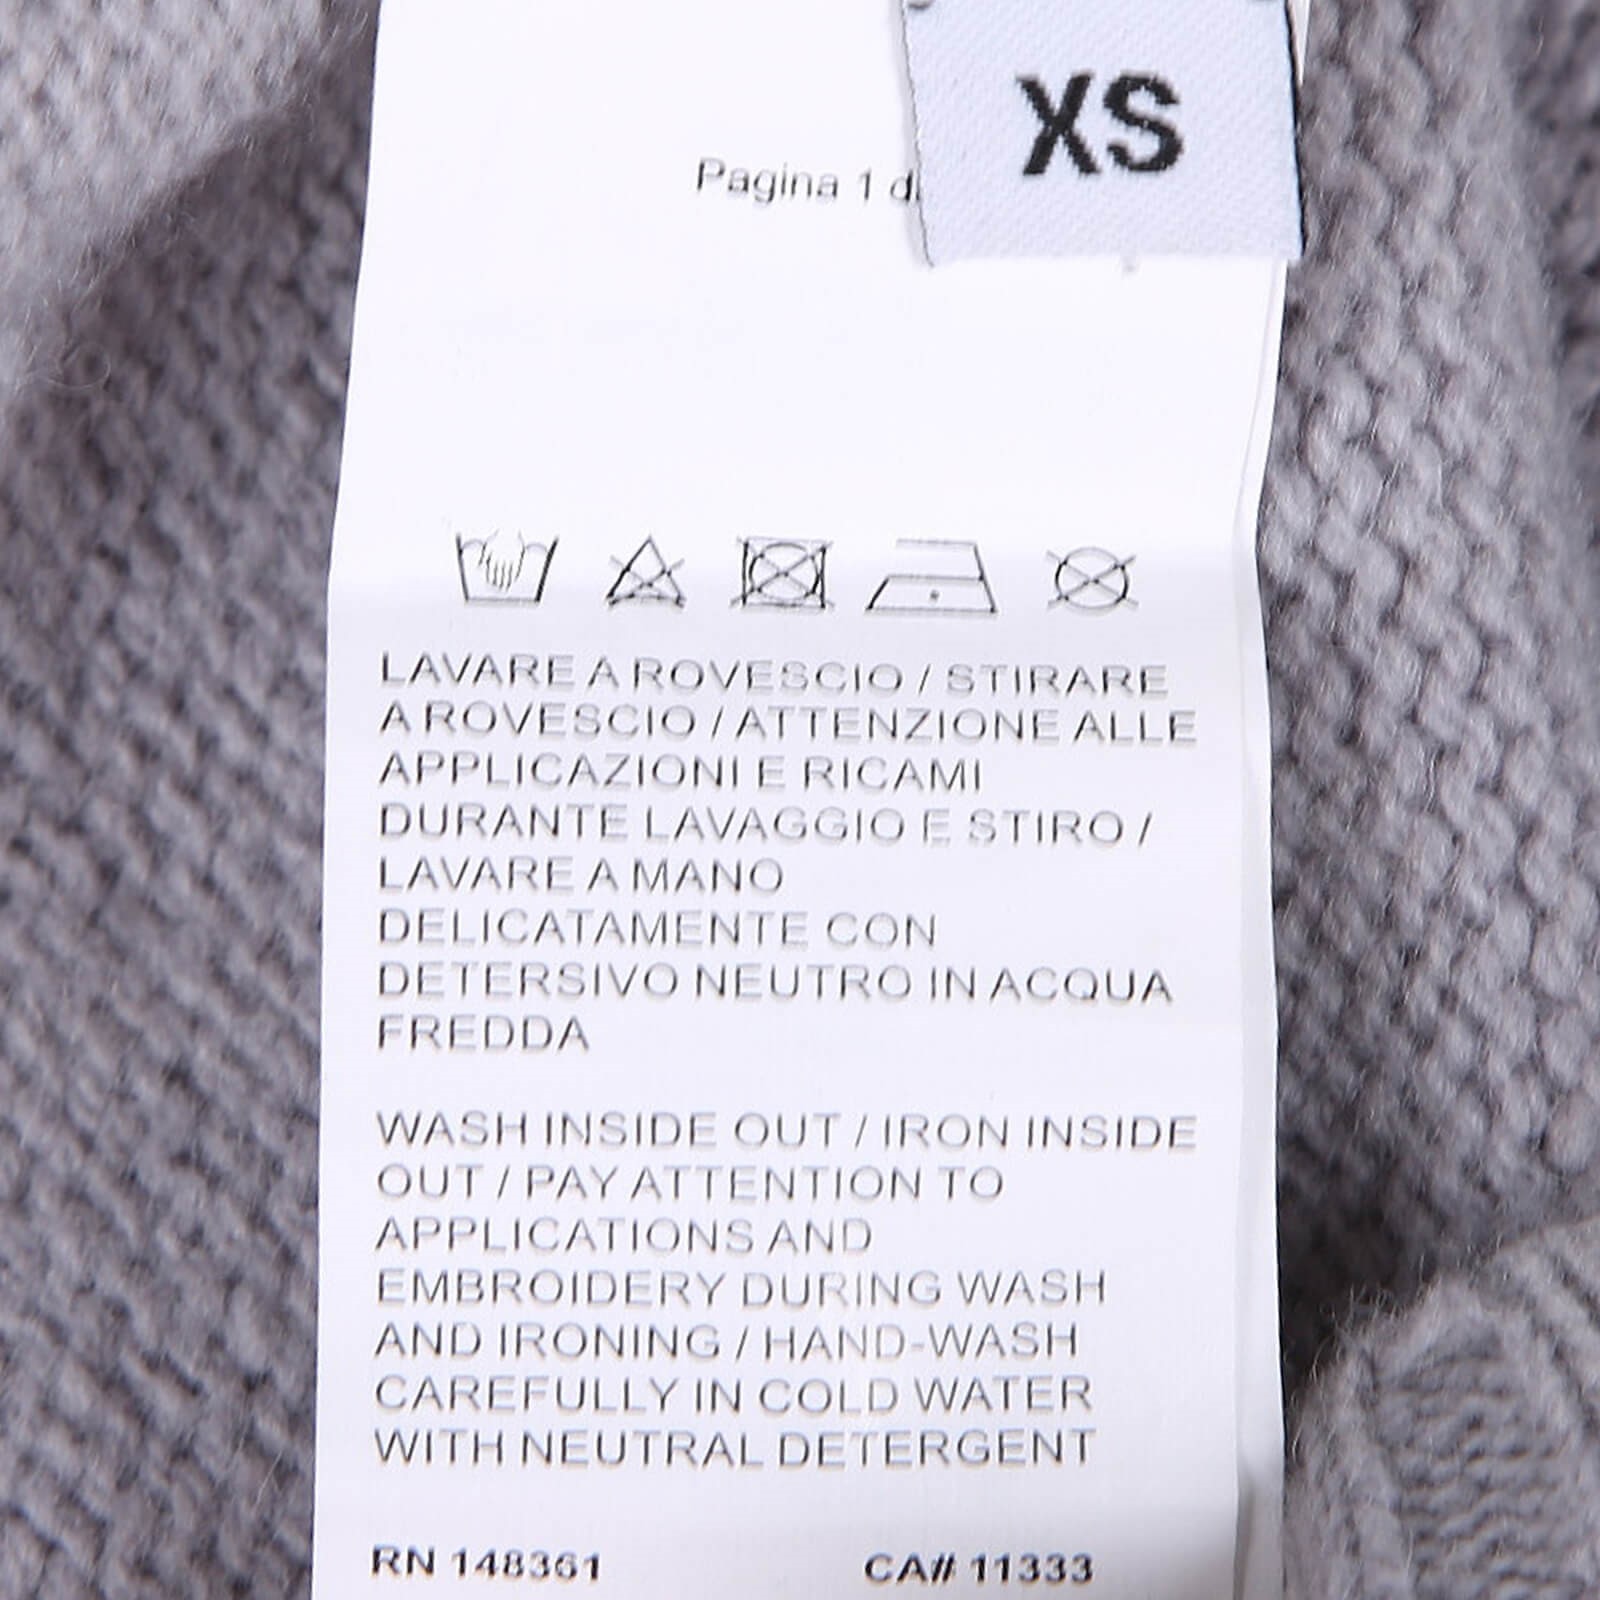 XS
Pagina 1
LAVARE A ROVESCIO / STIRARE
A ROVESCIO / ATTENZIONE ALLE
APPLICAZIONI E RICAMI
DURANTE LAVAGGIO E STIRO /
LAVARE A MANO
DELICATAMENTE CON
DETERSIVO NEUTRO IN ACQUA
FREDDA
WASH INSIDE OUT / IRON INSIDE
OUT / PAY ATTENTION TO
APPLICATIONS AND
EMBROIDERY DURING WASH
AND IRONING / HAND-WASH
CAREFULLY IN COLD WATER
WITH NEUTRAL DETERGENT
RN 148361 CA// 11333